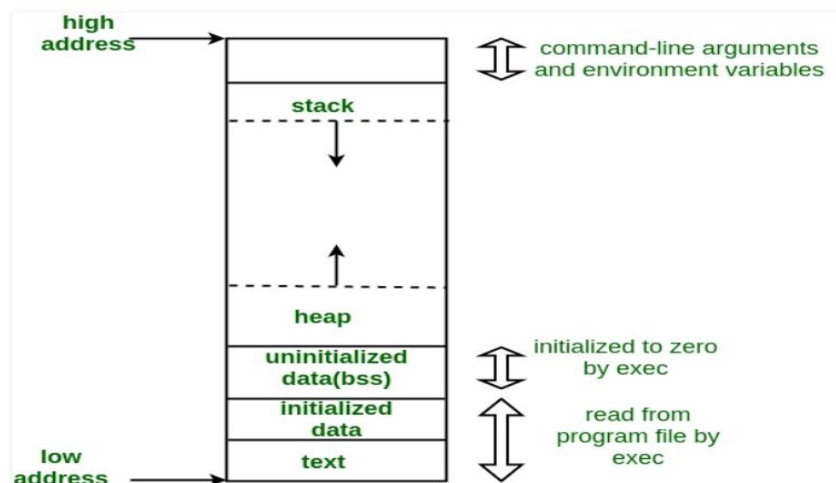 high
address
command-line arguments
and environment variables
stack
heap
uninitialized
data(bss)
initialized to zero
by exec
initialized
data
read from
program file by
exec
text
low
address